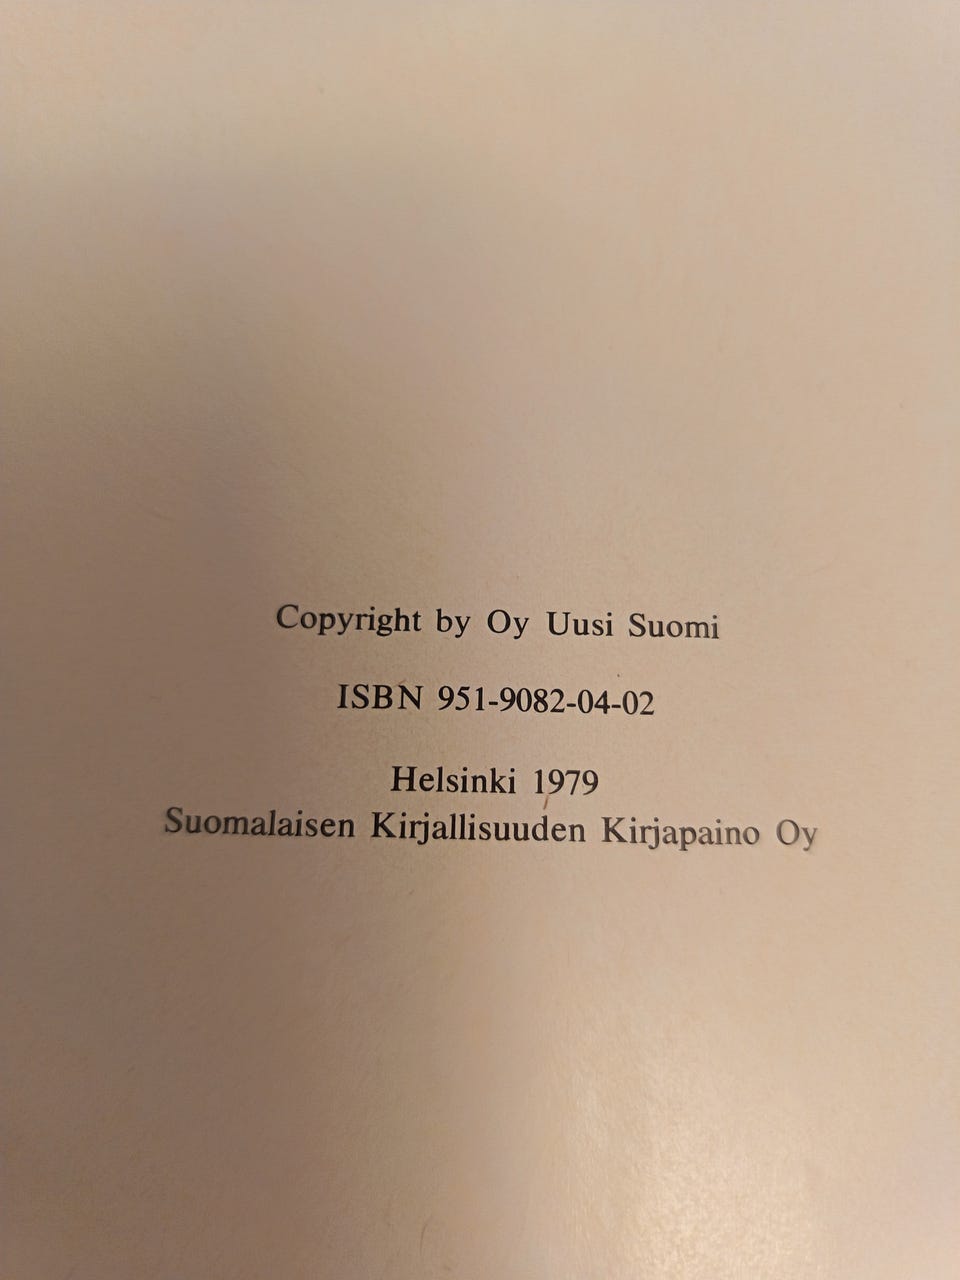 Copyright by Oy Uusi Suomi
ISBN 951-9082-04-02
Helsinki 1979
Suomalaisen Kirjallisuuden Kirjapaino Oy